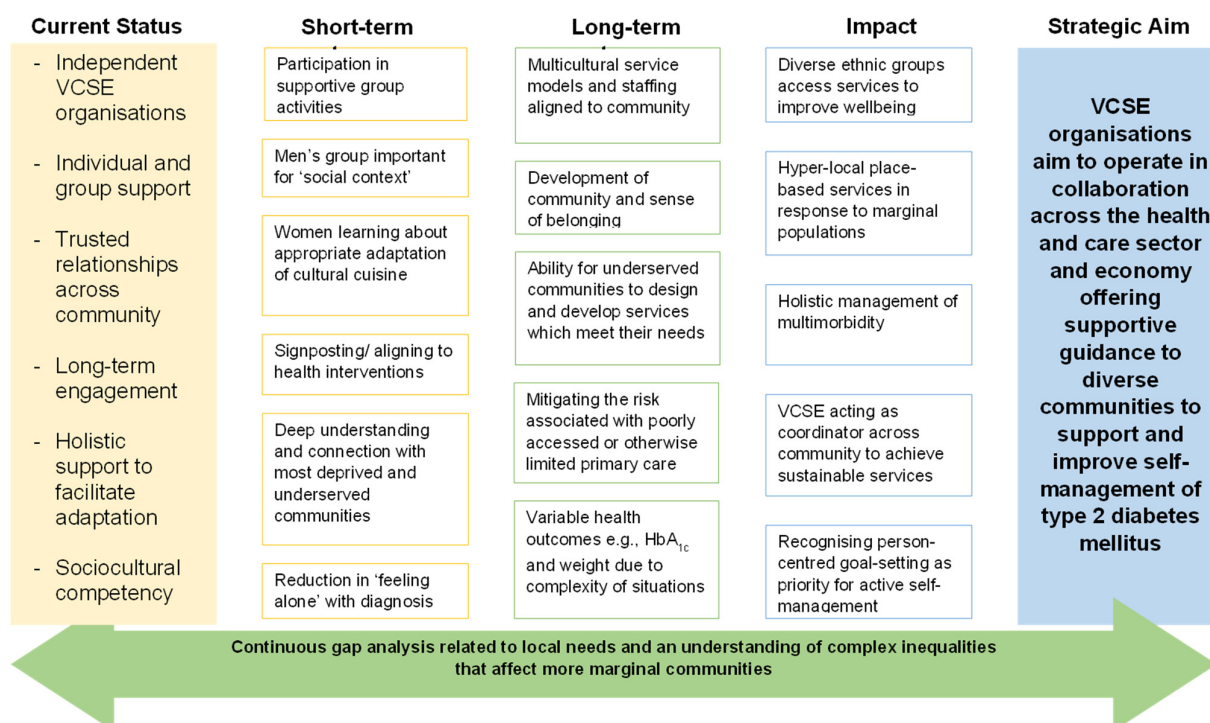 Current Status
- Independent
VCSE
organisations
- Individual and
group support
- Trusted
relationships
across
community
- Long-term
engagement
- Holistic
support to
facilitate
adaptation
- Sociocultural
competency
Short-term
Participation in
supportive group
activities
Men's group important
for ‘social context’
Women learning about
appropriate adaptation
of cultural cuisine
Signposting/ aligning to
health interventions
Deep understanding
and connection with
most deprived and
underserved
communities
Reduction in ‘feeling
alone’ with diagnosis
Long-term
Multicultural service
models and staffing
aligned to community
Development of
community and sense
of belonging
Ability for underserved
communities to design
and develop services
which meet their needs
Mitigating the risk
associated with poorly
accessed or otherwise
limited primary care
Variable health
outcomes e.g., HbA1c
and weight due to
complexity of situations
Impact
Diverse ethnic groups
access services to
improve wellbeing
Hyper-local place-
based services in
response to marginal
populations
Holistic management of
multimorbidity
VCSE acting as
coordinator across
community to achieve
sustainable services
Recognising person-
centred goal-setting as
priority for active self-
management
Strategic Aim
VCSE
organisations
aim to operate in
collaboration
across the health
and care sector
and economy
offering
supportive
guidance to
diverse
communities to
support and
improve self-
management of
type 2 diabetes
mellitus
Continuous gap analysis related to local needs and an understanding of complex inequalities
that affect more marginal communities